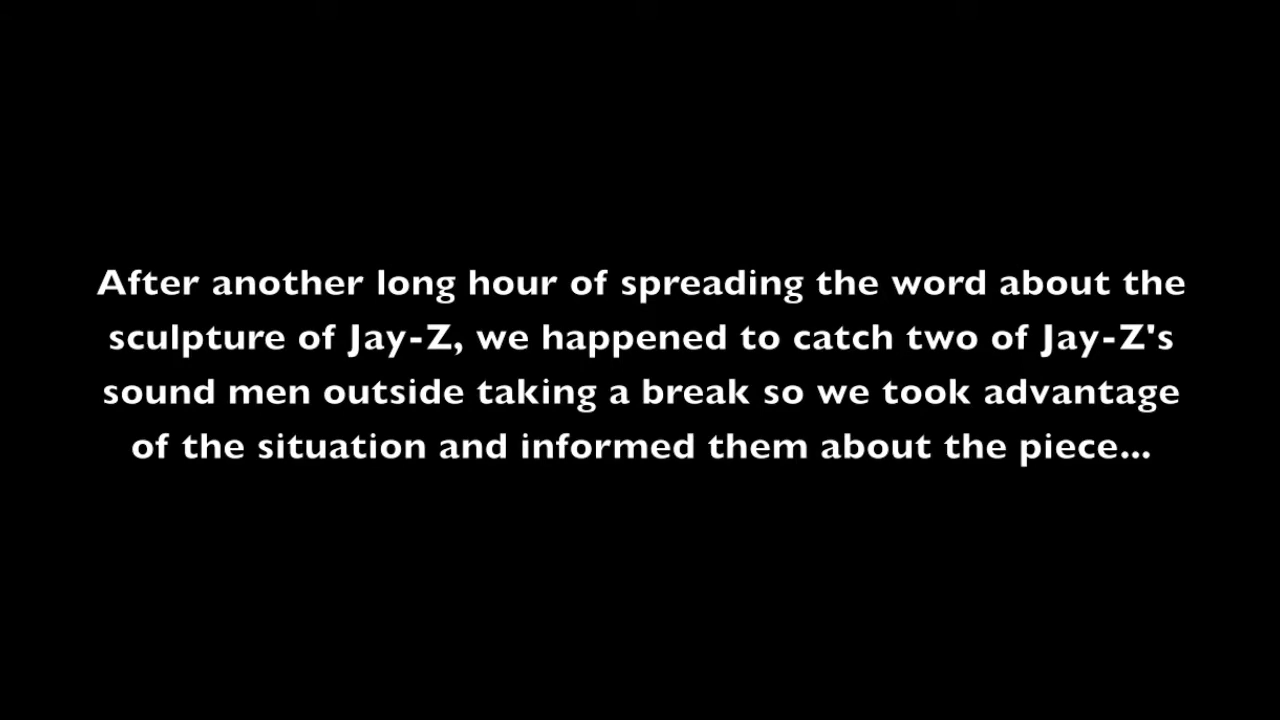 After another long hour of spreading the word about the
sculpture of Jay-Z, we happened to catch two of Jay-Z's
sound men outside taking a break so we took advantage
of the situation and informed them about the piece...